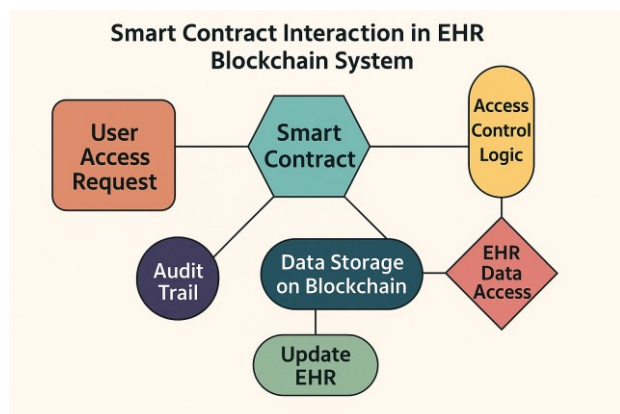 Smart Contract Interaction in EHR
Blockchain System
User
Access
Request
Smart
Contract
Access
Control
Logic
Audit
Trail
Data Storage
on Blockchain
EHR
Data
Access
Update
EHR